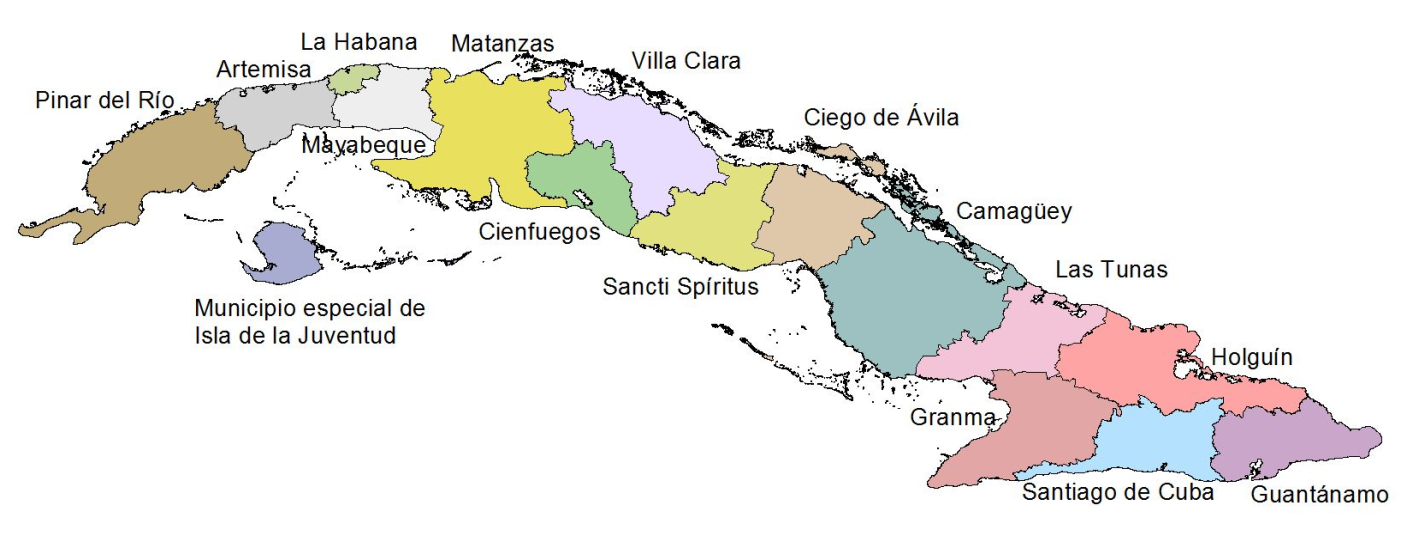 La Habana
Matanzas
Villa Clara
Artemisa
Pinar del Río
Ciego de Ávila
Mayabeque
Camagüey
Cienfuegos
Las Tunas
Sancti Spíritus
Municipio especial de
Isla de la Juventud
Holguín
Granma
Santiago de Cuba
Guantánamo